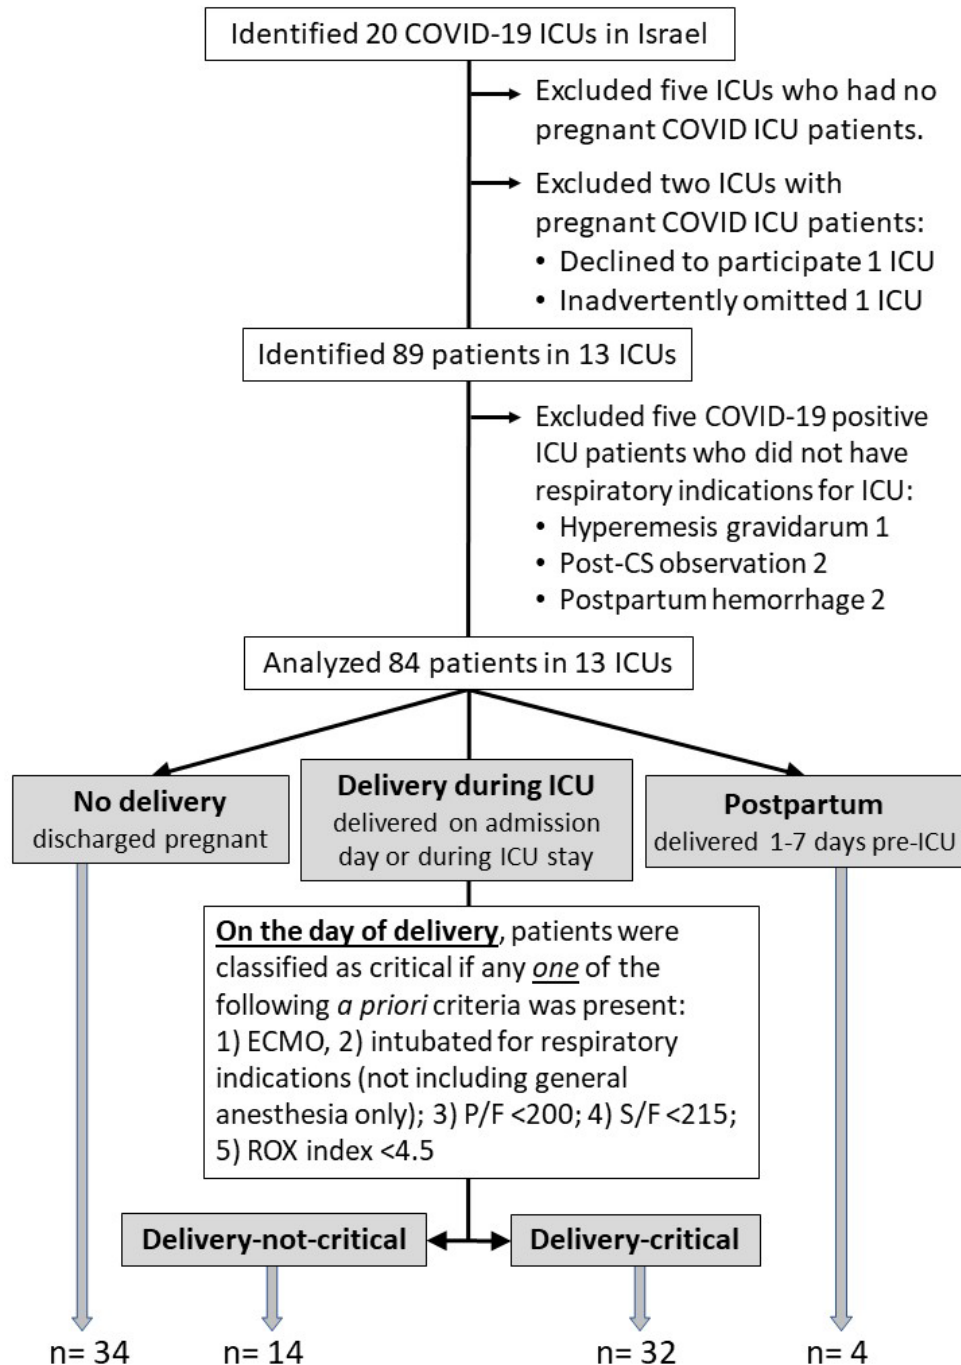 Identified 20 COVID-19 ICUs in Israel
Excluded five ICUs who had no
pregnant COVID ICU patients.
Excluded two ICUs with
pregnant COVID ICU patients:
• Declined to participate 1 ICU
• Inadvertently omitted 1 ICU
Identified 89 patients in 13 ICUs
Excluded five COVID-19 positive
ICU patients who did not have
respiratory indications for ICU:
• Hyperemesis gravidarum 1
• Post-CS observation 2
• Postpartum hemorrhage 2
Analyzed 84 patients in 13 ICUs
No delivery
discharged pregnant
Delivery during ICU
delivered on admission
day or during ICU stay
Postpartum
delivered 1-7 days pre-ICU
On the day of delivery, patients were
classified as critical if any one of the
following a priori criteria was present:
1) ECMO, 2) intubated for respiratory
indications (not including general
anesthesia only); 3) P/F <200; 4) S/F <215;
5) ROX index <4.5
Delivery-not-critical
Delivery-critical
n= 34
n= 14
n= 32
n= 4